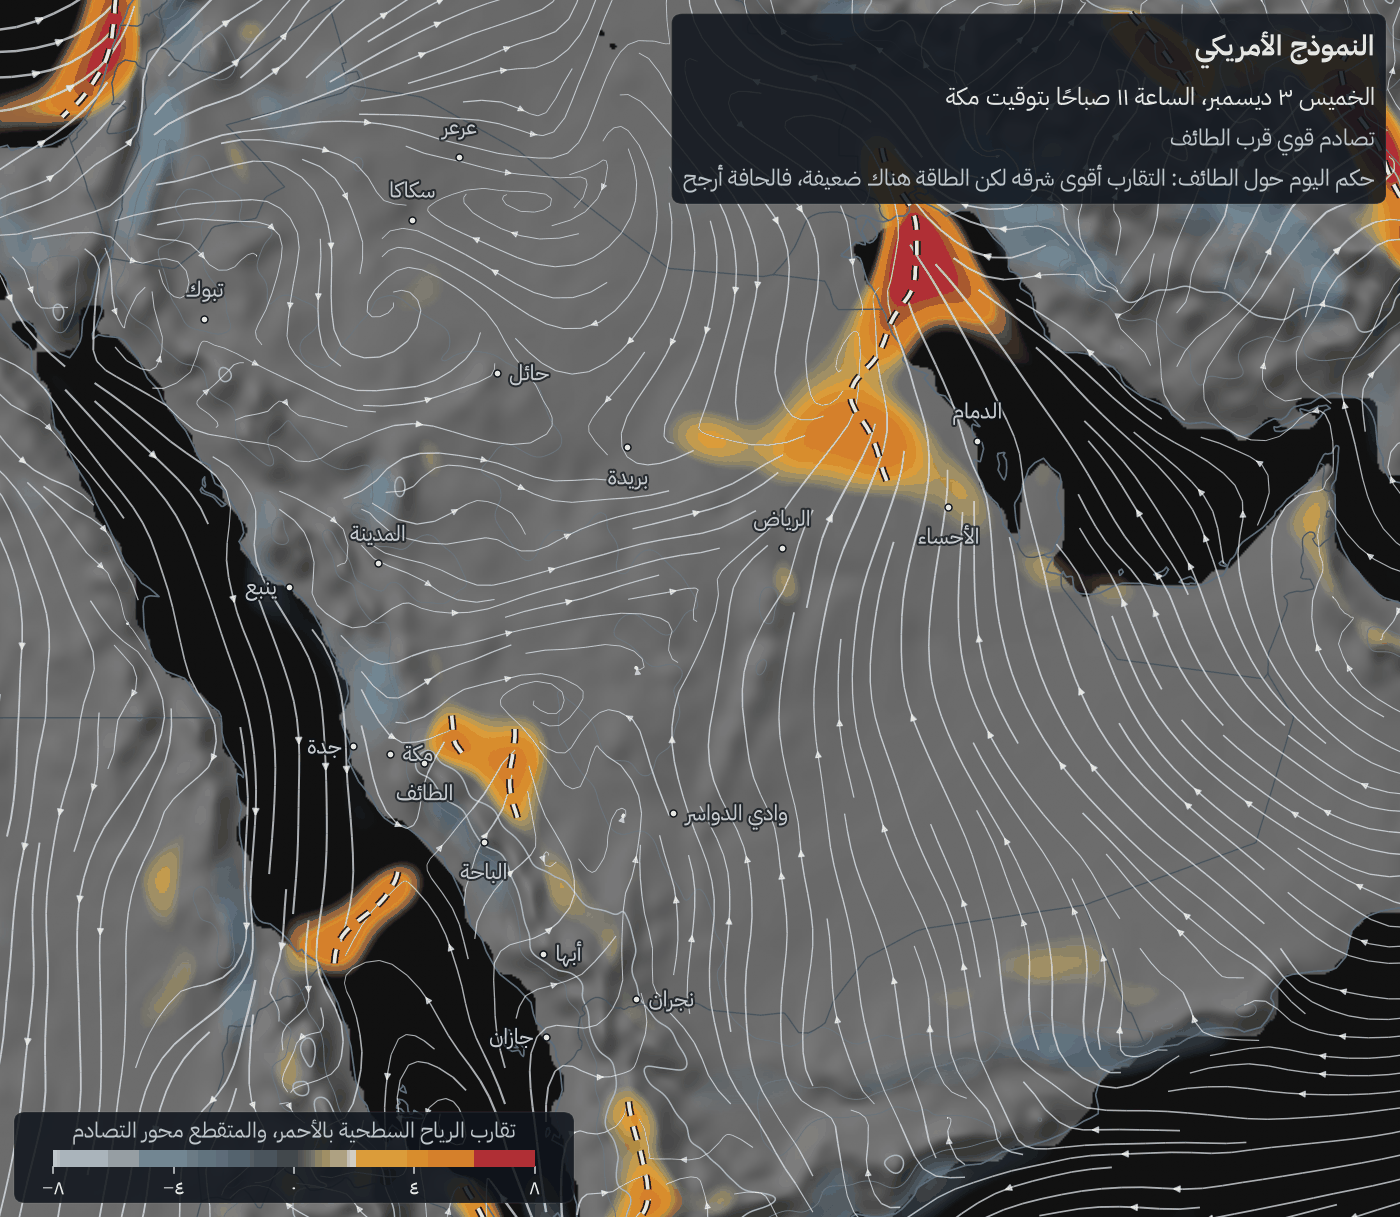 النموذج الأمريكي
الخميس ٣ ديسمبر، الساعة ١١ صباحًا بتوقيت مكة
تصادم قوي قرب الطائف
حكم اليوم حول الطائف: التقارب أقوى شرقه لكن الطاقة هناك ضعيفة، فالحافة أرجح
عرعر
سكاكا
تبوك
حائل
الدمام
بريدة
الرياض
الأحساء
المدينة
ينبع
جدة
مكة
الطائف
وادي الدواسر
الباحة
أبها
نجران
جازان
تقارب الرياح السطحية بالأحمر، والمتقطع محور التصادم
−٨ −٤ ٠ ٤ ٨